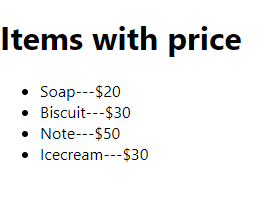 Items with price
Soap---$20
Biscuit---$30
Note---$50
Icecream---$30